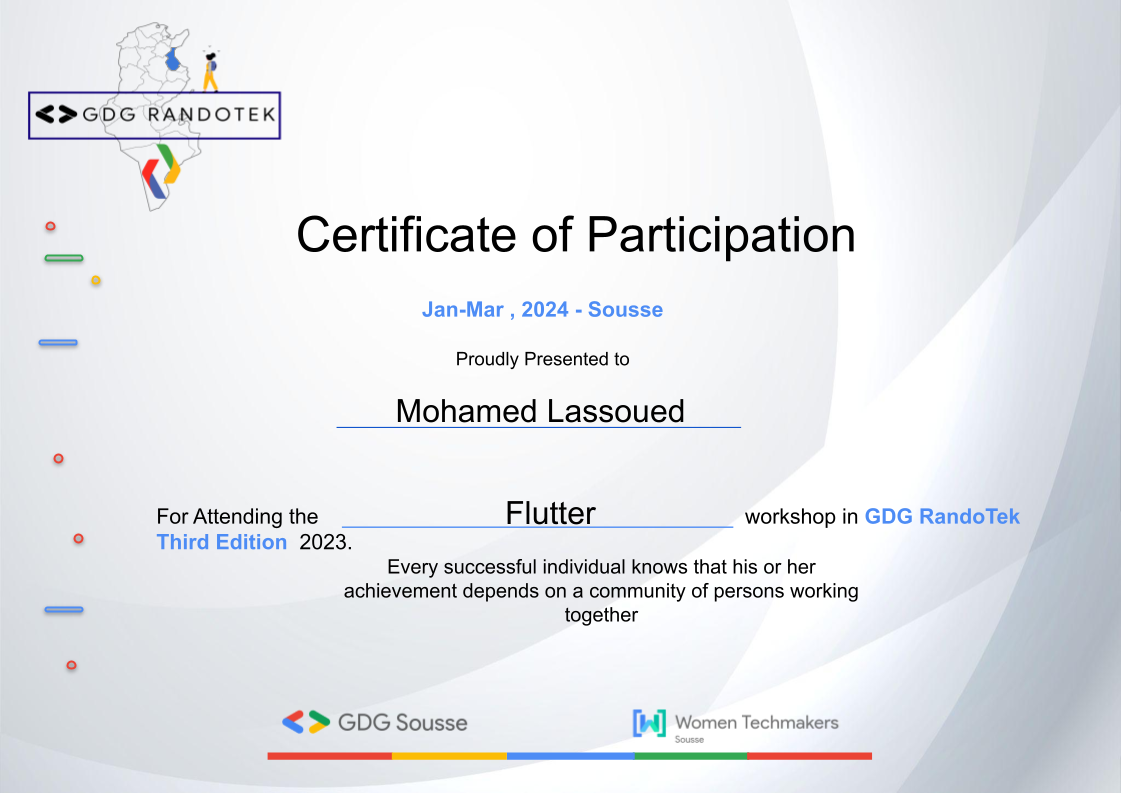 GDG RANDOTEK
Certificate of Participation
Jan-Mar , 2024 - Sousse
Proudly Presented to
Mohamed Lassoued
For Attending the Flutter workshop in GDG RandoTek
Third Edition 2023.
Every successful individual knows that his or her
achievement depends on a community of persons working
together
GDG Sousse
Women Techmakers
Sousse